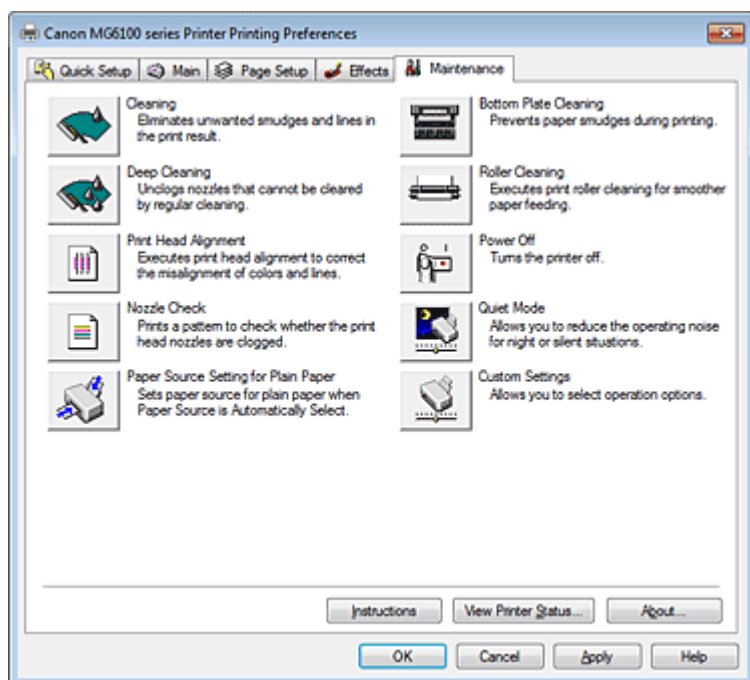 Canon MG6100 series Printer Printing Preferences
Quick Setup
Main
Page Setup
Effects
Maintenance
Cleaning
Eliminates unwanted smudges and lines in
the print result.
Deep Cleaning
Unclogs nozzles that cannot be cleared
by regular cleaning.
Print Head Alignment
Executes print head alignment to correct
the misalignment of colors and lines.
Nozzle Check
Prints a pattern to check whether the print
head nozzles are clogged.
Paper Source Setting for Plain Paper
Sets paper source for plain paper when
Paper Source is Automatically Select.
Bottom Plate Cleaning
Prevents paper smudges during printing.
Roller Cleaning
Executes print roller cleaning for smoother
paper feeding.
Power Off
Turns the printer off.
Quiet Mode
Allows you to reduce the operating noise
for night or silent situations.
Custom Settings
Allows you to select operation options.
Instructions
View Printer Status...
About...
OK
Cancel
Apply
Help